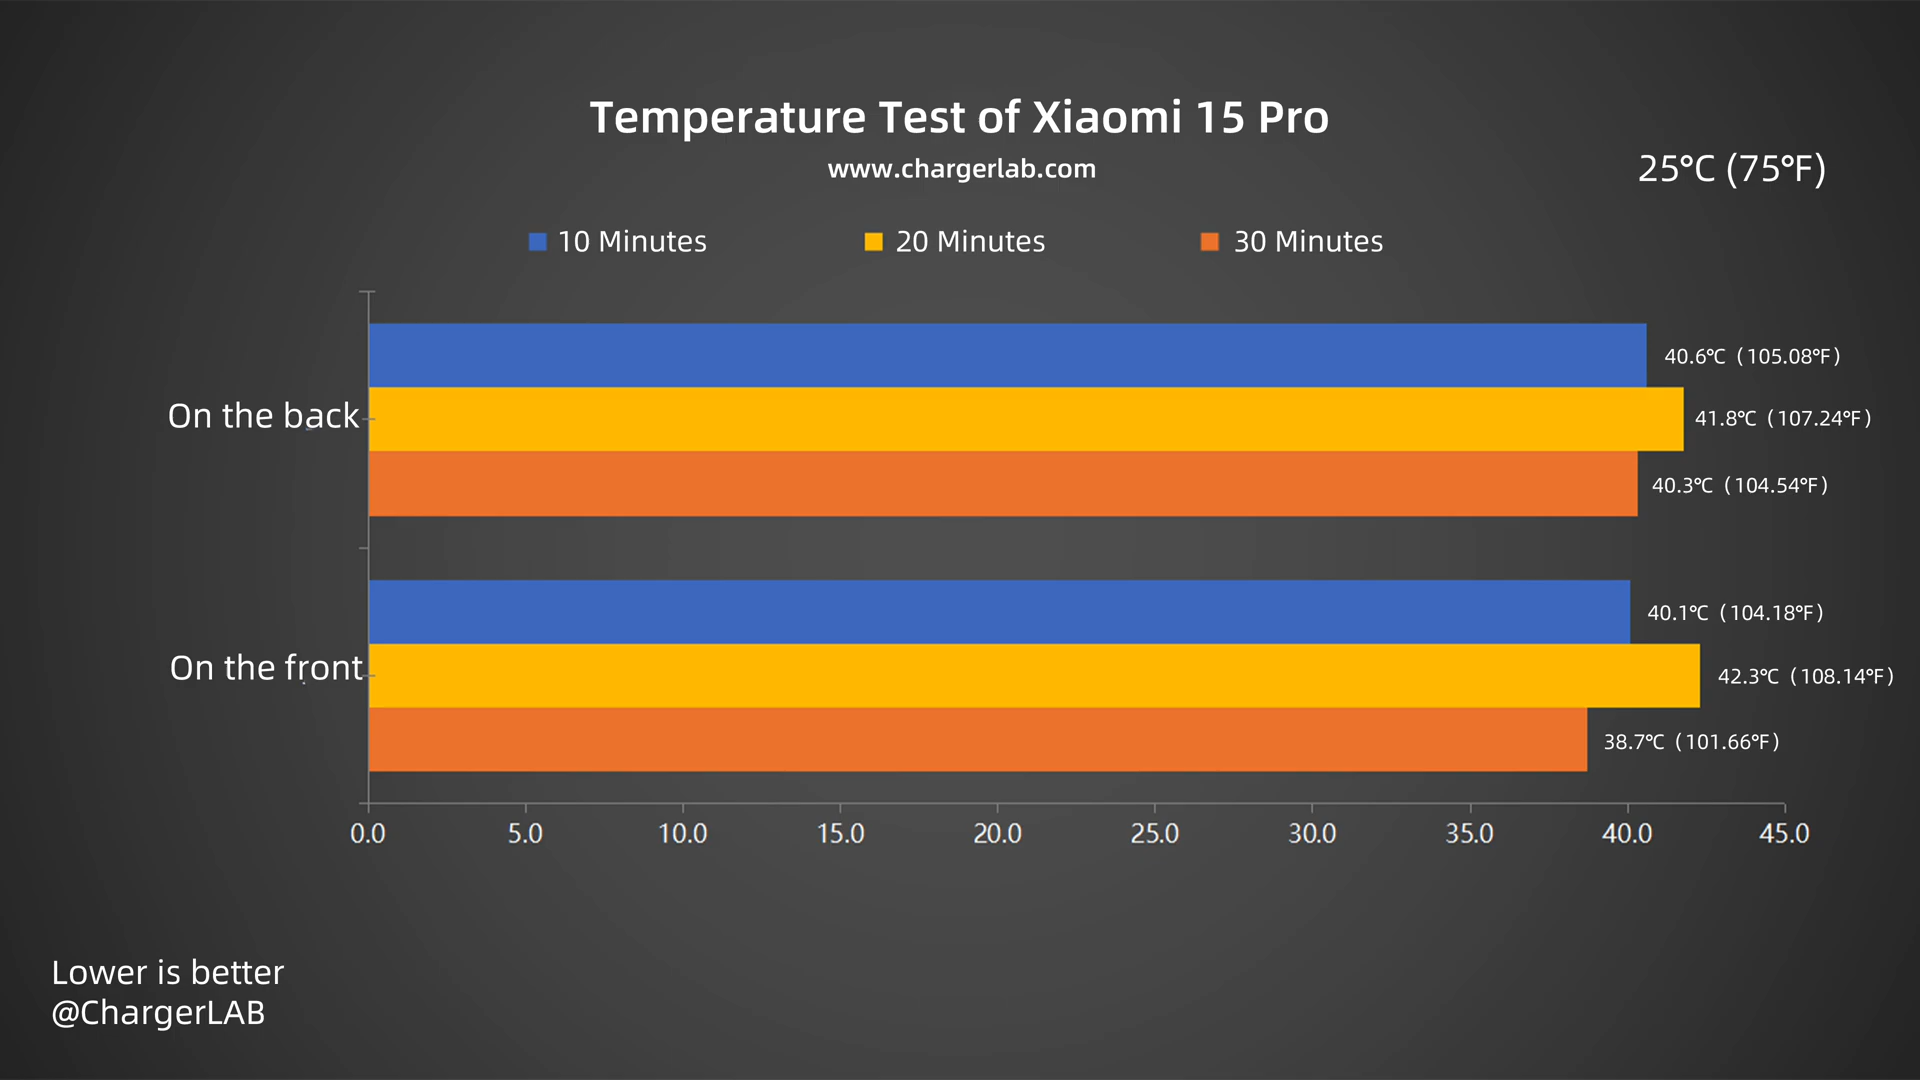 Temperature Test of Xiaomi 15 Pro
www.chargerlab.com
25℃ (75℉)
10 Minutes
20 Minutes
30 Minutes
On the back
40.6℃（105.08℉）
41.8℃（107.24℉）
40.3℃（104.54℉）
On the front
40.1℃（104.18℉）
42.3℃（108.14℉）
38.7℃（101.66℉）
0.0 5.0 10.0 15.0 20.0 25.0 30.0 35.0 40.0 45.0
Lower is better
@ChargerLAB